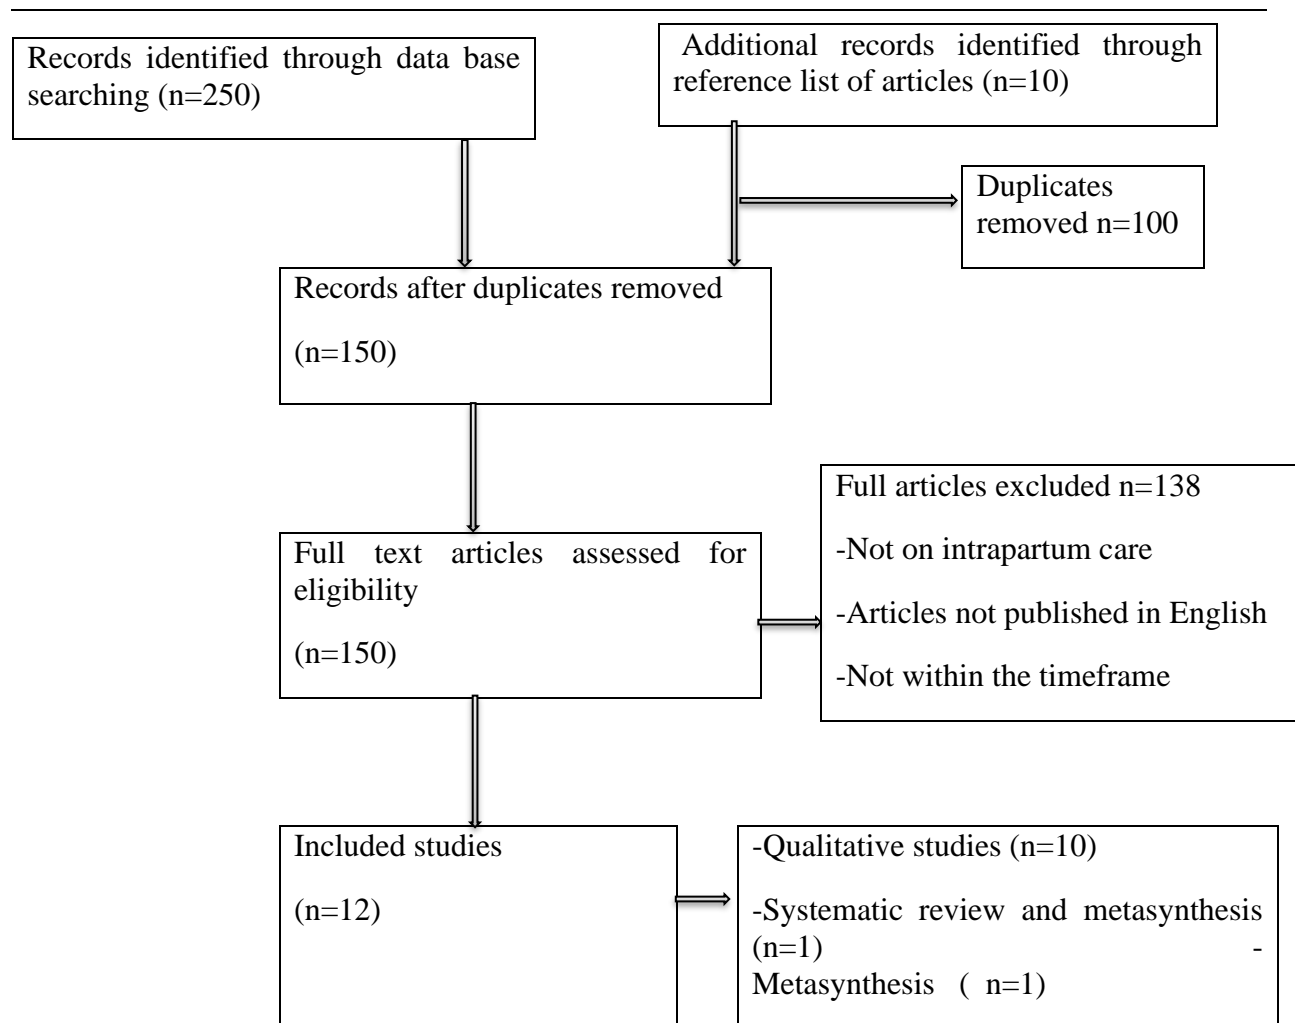 Records identified through data base
searching (n=250)
Additional records identified through
reference list of articles (n=10)
Duplicates
removed n=100
Records after duplicates removed
(n=150)
Full articles excluded n=138
-Not on intrapartum care
-Articles not published in English
-Not within the timeframe
Full text articles assessed for
eligibility
(n=150)
Included studies
(n=12)
-Qualitative studies (n=10)
-Systematic review and metasynthesis
(n=1) -
Metasynthesis ( n=1)